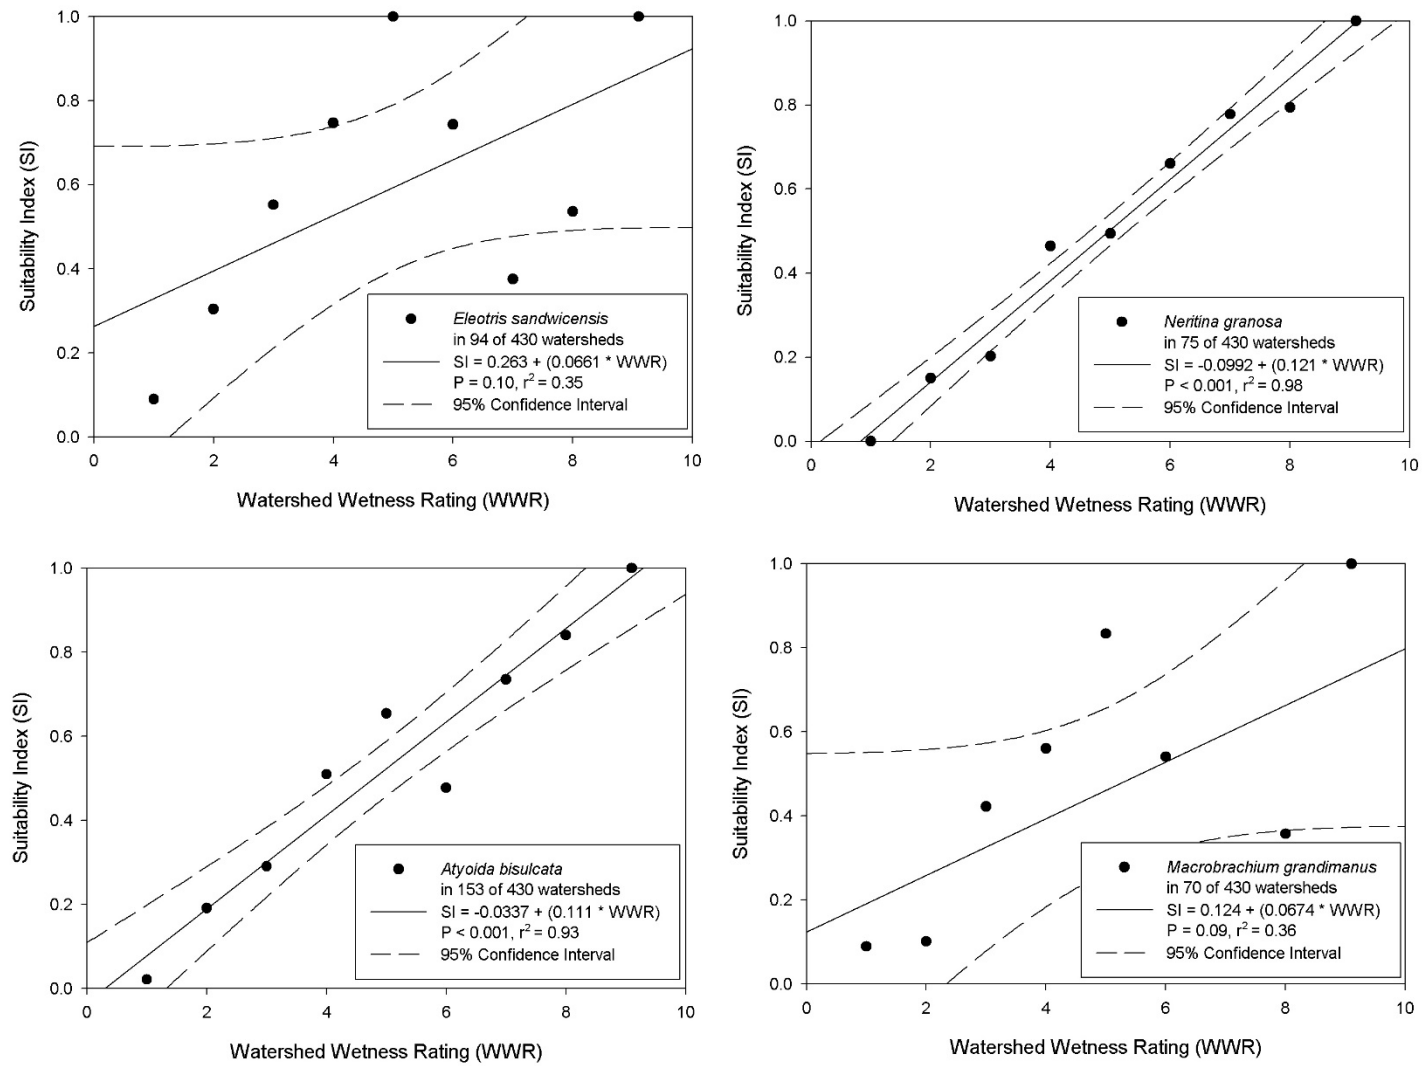 1.0
0.8
0.6
0.4
0.2
0.0
Suitability Index (SI)
Eleotris sandwicensis
in 94 of 430 watersheds
SI = 0.263 + (0.0661 * WWR)
P = 0.10, r² = 0.35
95% Confidence Interval
0 2 4 6 8 10
Watershed Wetness Rating (WWR)
1.0
0.8
0.6
0.4
0.2
0.0
Suitability Index (SI)
Neritina granosa
in 75 of 430 watersheds
SI = -0.0992 + (0.121 * WWR)
P < 0.001, r² = 0.98
95% Confidence Interval
0 2 4 6 8 10
Watershed Wetness Rating (WWR)
1.0
0.8
0.6
0.4
0.2
0.0
Suitability Index (SI)
Atyoida bisulcata
in 153 of 430 watersheds
SI = -0.0337 + (0.111 * WWR)
P < 0.001, r² = 0.93
95% Confidence Interval
0 2 4 6 8 10
Watershed Wetness Rating (WWR)
1.0
0.8
0.6
0.4
0.2
0.0
Suitability Index (SI)
Macrobrachium grandimanus
in 70 of 430 watersheds
SI = 0.124 + (0.0674 * WWR)
P = 0.09, r² = 0.36
95% Confidence Interval
0 2 4 6 8 10
Watershed Wetness Rating (WWR)